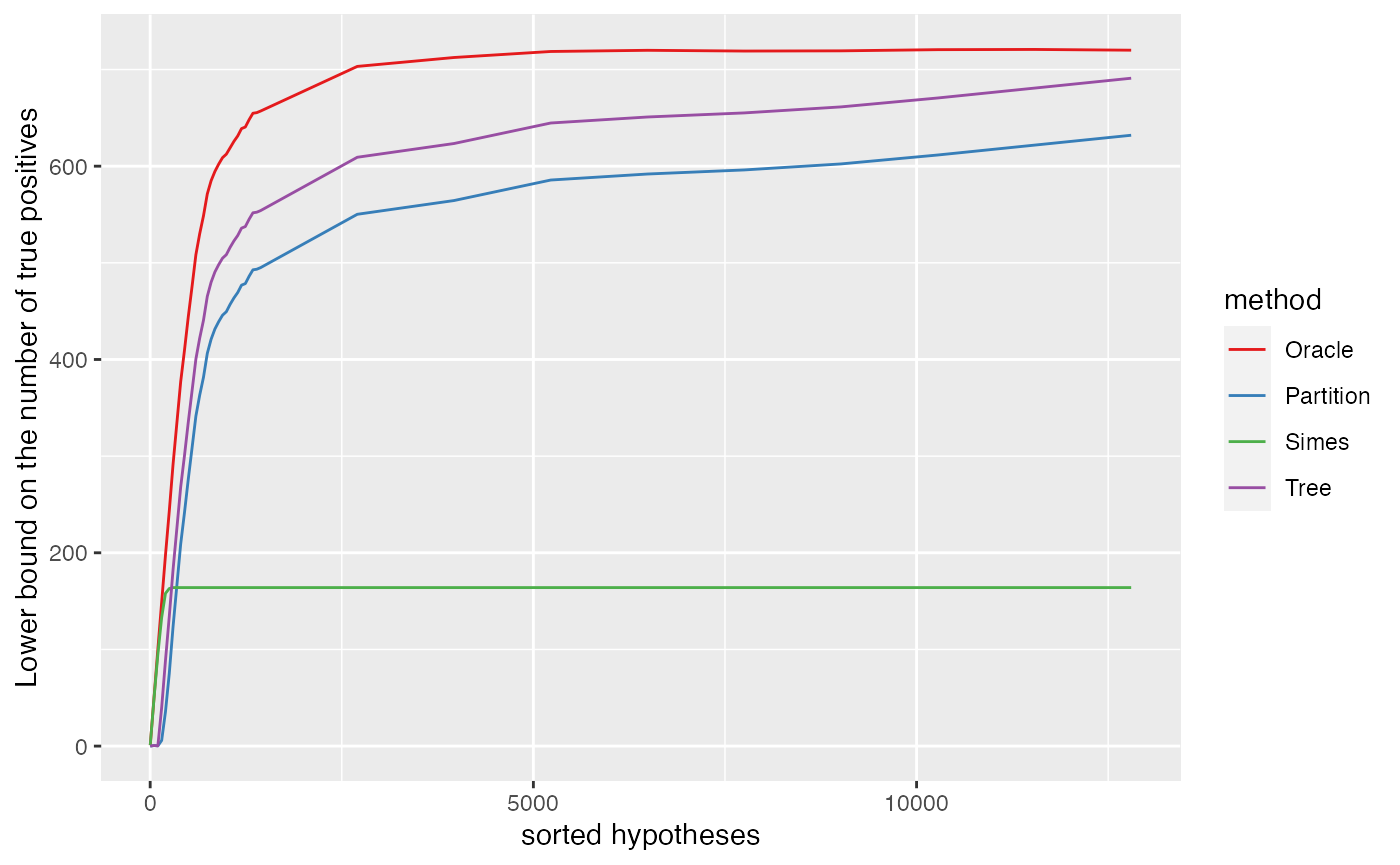 Lower bound on the number of true positives
600
400
200
0
0
5000
10000
sorted hypotheses
method
Oracle
Partition
Simes
Tree